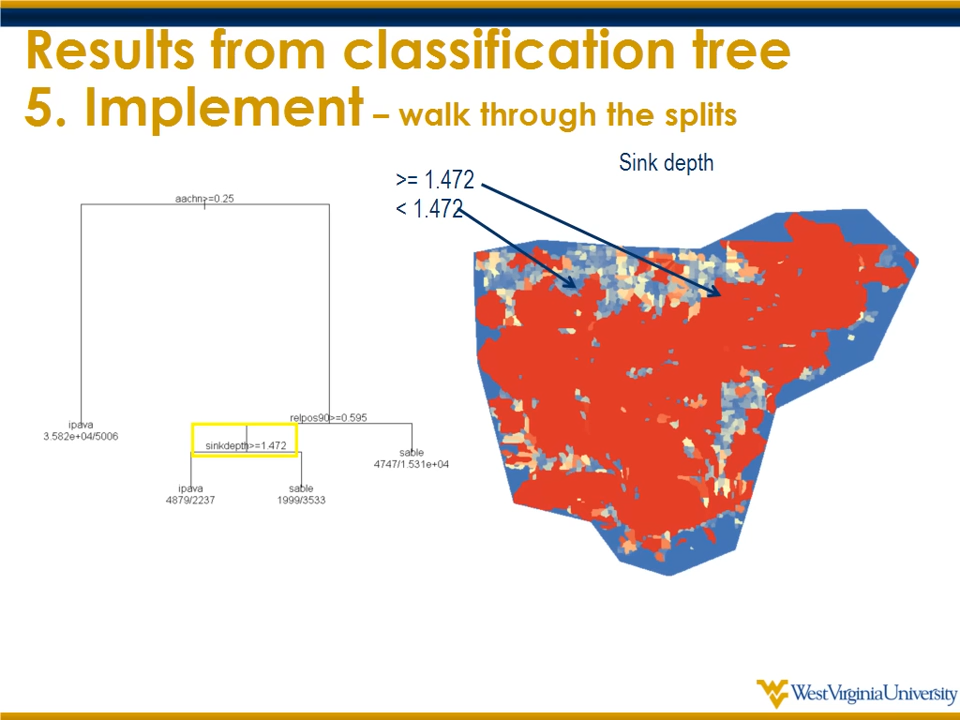 Results from classification tree
5. Implement – walk through the splits
Sink depth
>= 1.472
< 1.472
aachn>=0.25
relpos90>=0.595
ipava
3.582e+04/5006
sinkdepth>=1.472
sable
4747/1.531e+04
ipava
4879/2237
sable
1999/3533
West Virginia University